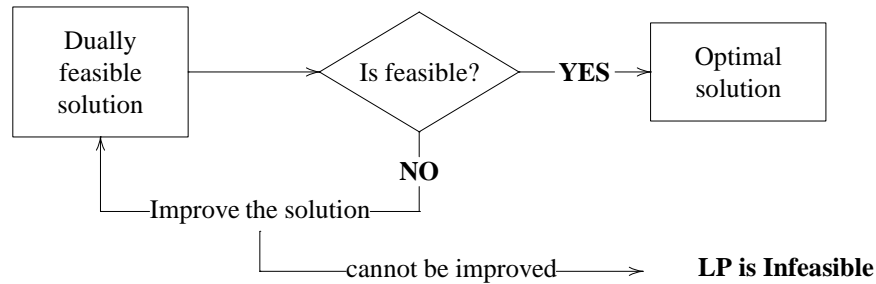 Dually
feasible
solution
Is feasible?
YES
Optimal
solution
NO
Improve the solution
cannot be improved
LP is Infeasible